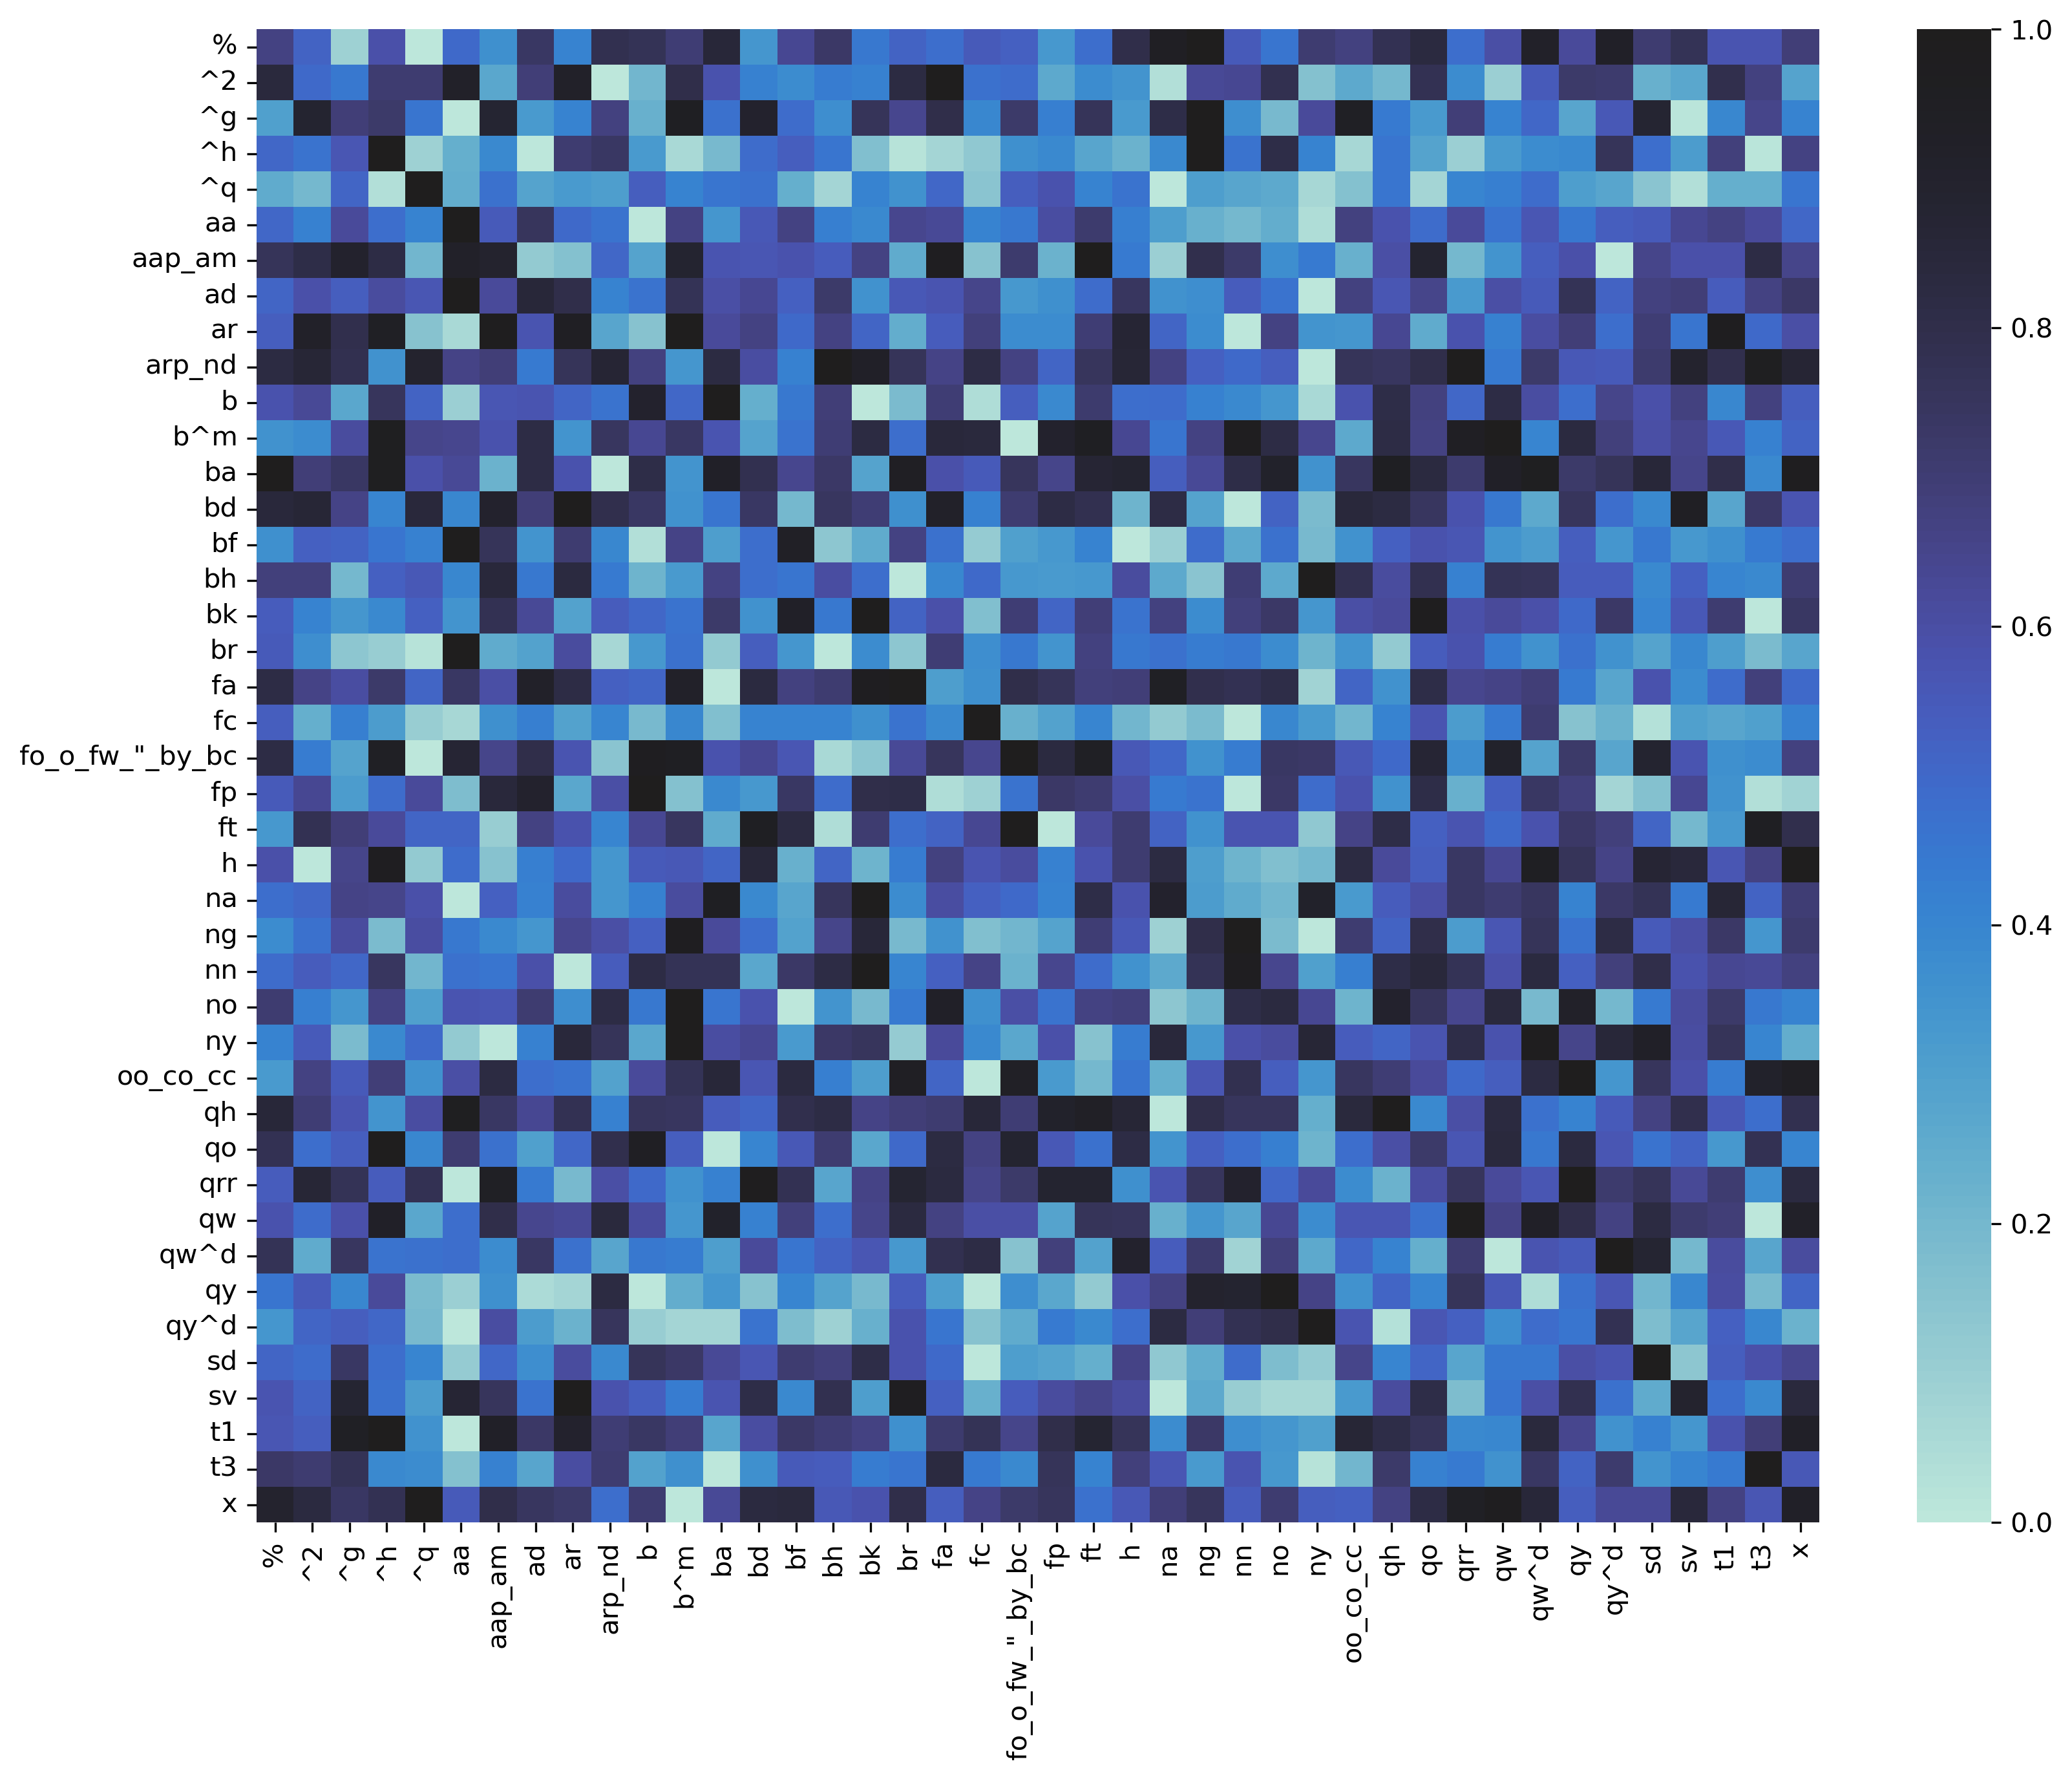 %
^2
^g
^h
^q
aa
aap_am
ad
ar
arp_nd
b
b^m
ba
bd
bf
bh
bk
br
fa
fc
fo_o_fw_"_by_bc
fp
ft
h
na
ng
nn
no
ny
oo_co_cc
qh
qo
qrr
qw
qw^d
qy
qy^d
sd
sv
t1
t3
x
% ^2 ^g ^h ^q aa aap_am ad ar arp_nd b b^m ba bd bf bh bk br fa fc fo_o_fw_"_by_bc fp ft h na ng nn no ny oo_co_cc qh qo qrr qw qw^d qy qy^d sd sv t1 t3 x
1.0
0.8
0.6
0.4
0.2
0.0